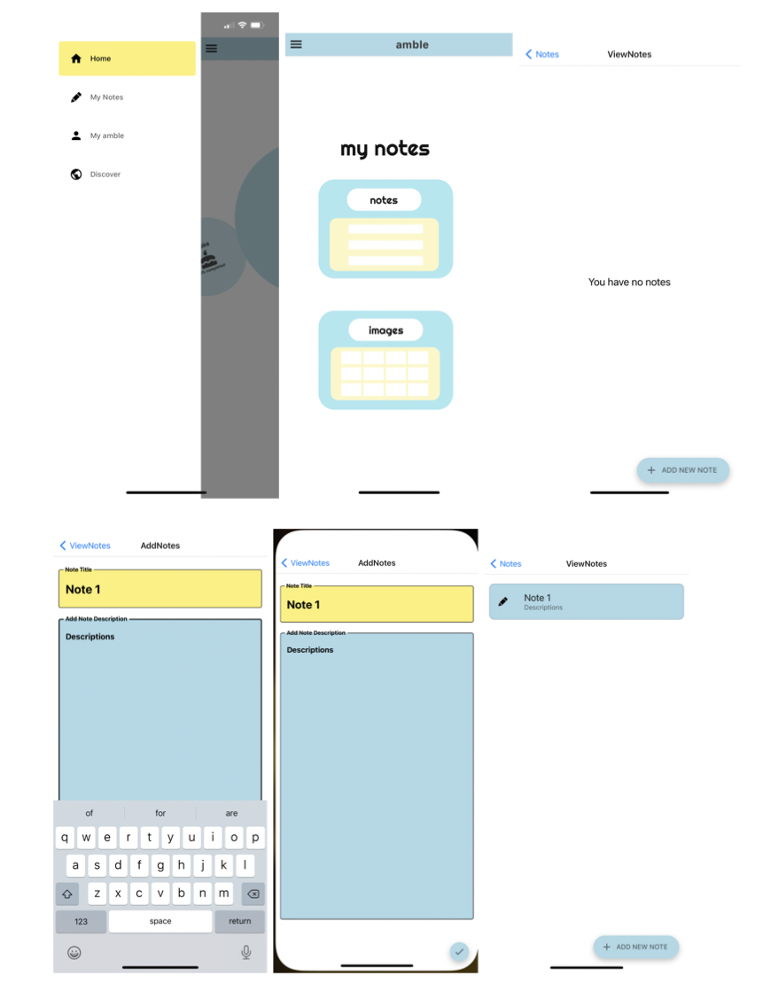 Home
My Notes
My amble
Discover
completed
amble
my notes
notes
images
Notes
ViewNotes
You have no notes
+ ADD NEW NOTE
ViewNotes
AddNotes
Note Title
Note 1
Add Note Description
Descriptions
of for are
q w e r t y u i o p
a s d f g h j k l
z x c v b n m
123 space return
ViewNotes
AddNotes
Note Title
Note 1
Add Note Description
Descriptions
Notes
ViewNotes
Note 1
Descriptions
+ ADD NEW NOTE